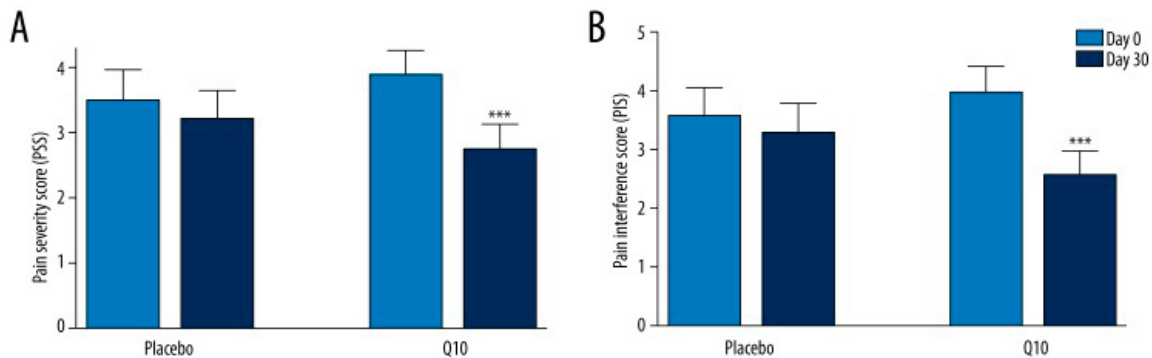 A
Pain severity score (PSS)
4
3
2
1
0
***
Placebo
Q10
B
Pain interference score (PIS)
5
4
3
2
1
0
***
Day 0
Day 30
Placebo
Q10